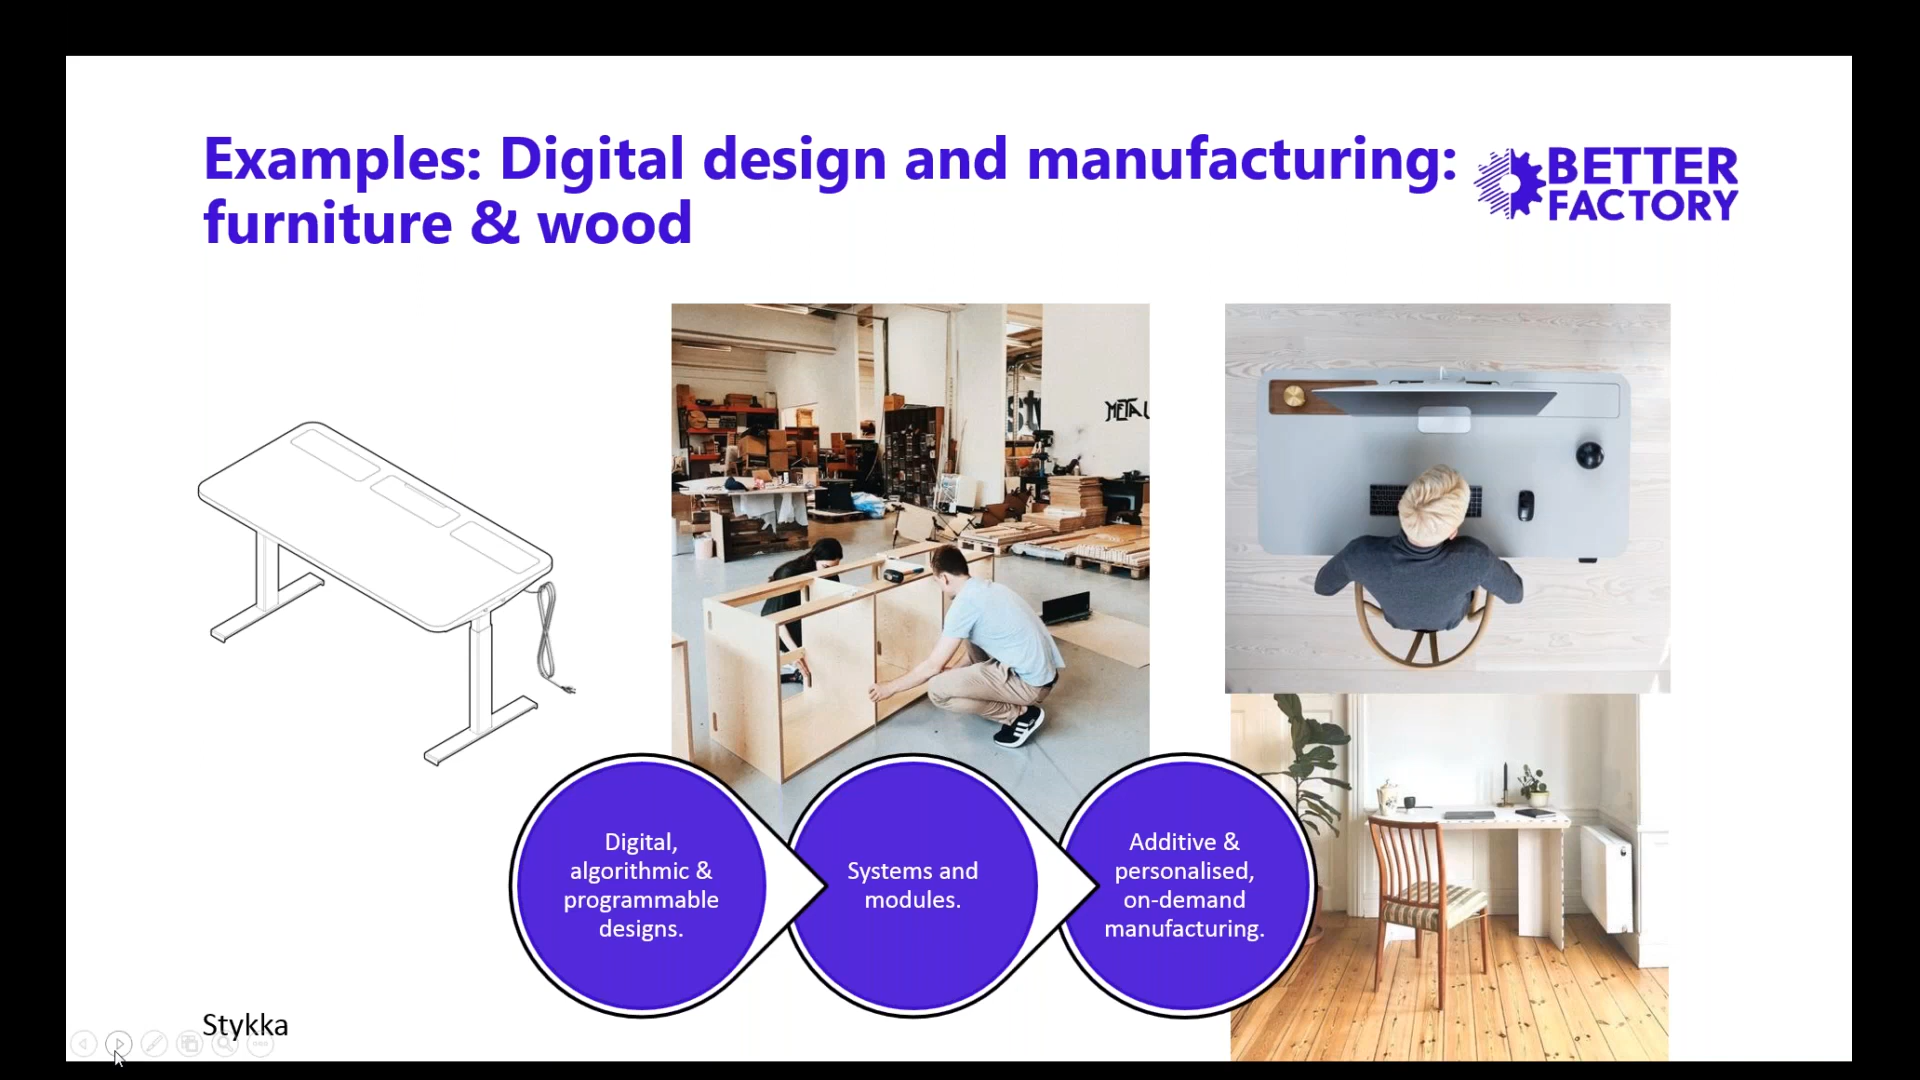 Examples: Digital design and manufacturing:
furniture & wood
BETTER
FACTORY
METAL
Digital,
algorithmic &
programmable
designs.
Systems and
modules.
Additive &
personalised,
on-demand
manufacturing.
Stykka